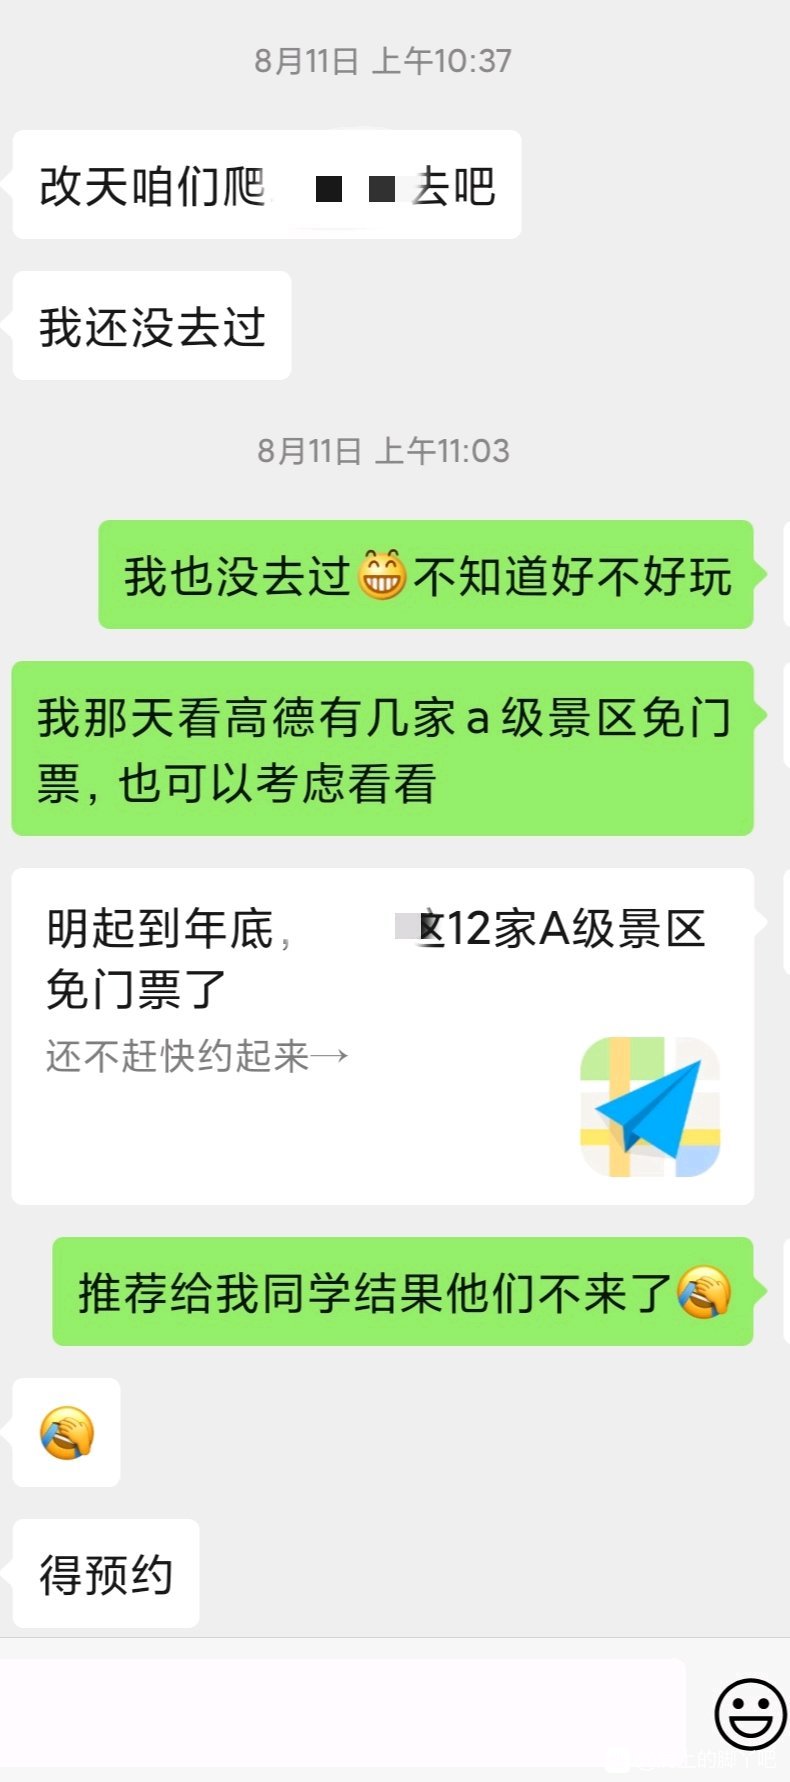 8月11日 上午10:37
改天咱们爬 去吧
我还没去过
8月11日 上午11:03
我也没去过😁不知道好不好玩
我那天看高德有几家a级景区免门
票，也可以考虑看看
明起到年底， 这12家A级景区
免门票了
还不赶快约起来→
推荐给我同学结果他们不来了🤦
🤦
得预约